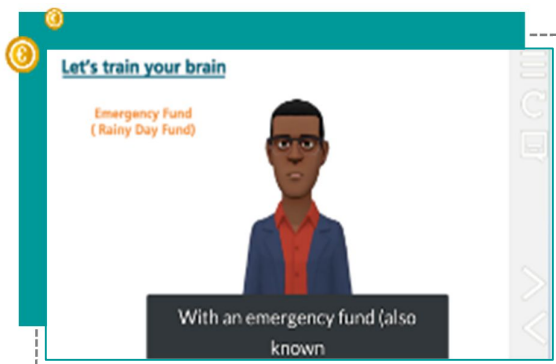 Let's train your brain
Emergency Fund
( Rainy Day Fund)
With an emergency fund (also
known